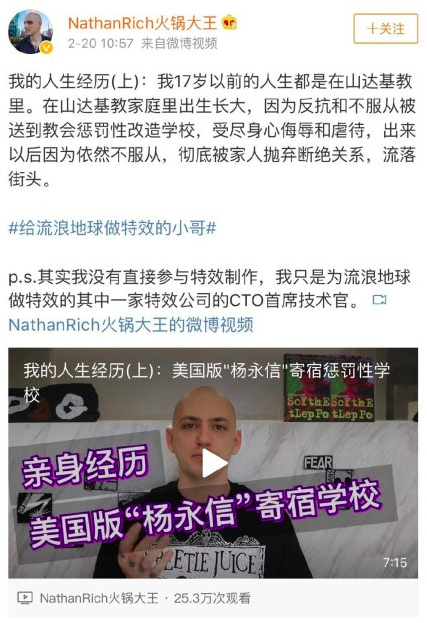 NathanRich火锅大王
2-20 10:57 来自微博视频
十关注
我的人生经历(上)：我17岁以前的人生都是在山达基教
里。在山达基教家庭里出生长大，因为反抗和不服从被
送到教会惩罚性改造学校，受尽身心侮辱和虐待，出来
以后因为依然不服从，彻底被家人抛弃断绝关系，流落
街头。
#给流浪地球做特效的小哥#
p.s.其实我没有直接参与特效制作，我只是为流浪地球
做特效的其中一家特效公司的CTO首席技术官。
NathanRich火锅大王的微博视频
我的人生经历(上)：美国版"杨永信"寄宿惩罚性学
校
ScYthE
tLepPo
FEAR
亲身经历
美国版“杨永信”寄宿学校
BEETLE JUICE
7:15
NathanRich火锅大王 · 25.3万次观看